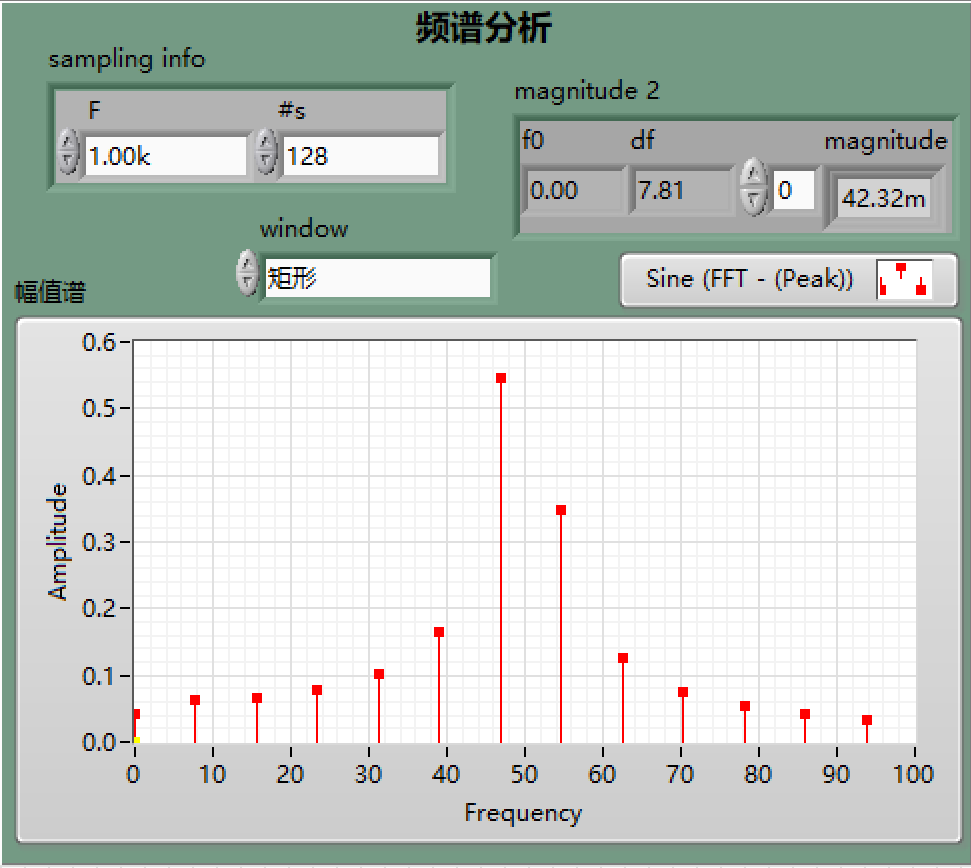 频谱分析
sampling info
F #s
1.00k 128
magnitude 2
f0 df magnitude
0.00 7.81 0 42.32m
window
矩形
幅值谱
Sine (FFT - (Peak))
0.6
0.5
0.4
0.3
0.2
0.1
0.0
Amplitude
0 10 20 30 40 50 60 70 80 90 100
Frequency